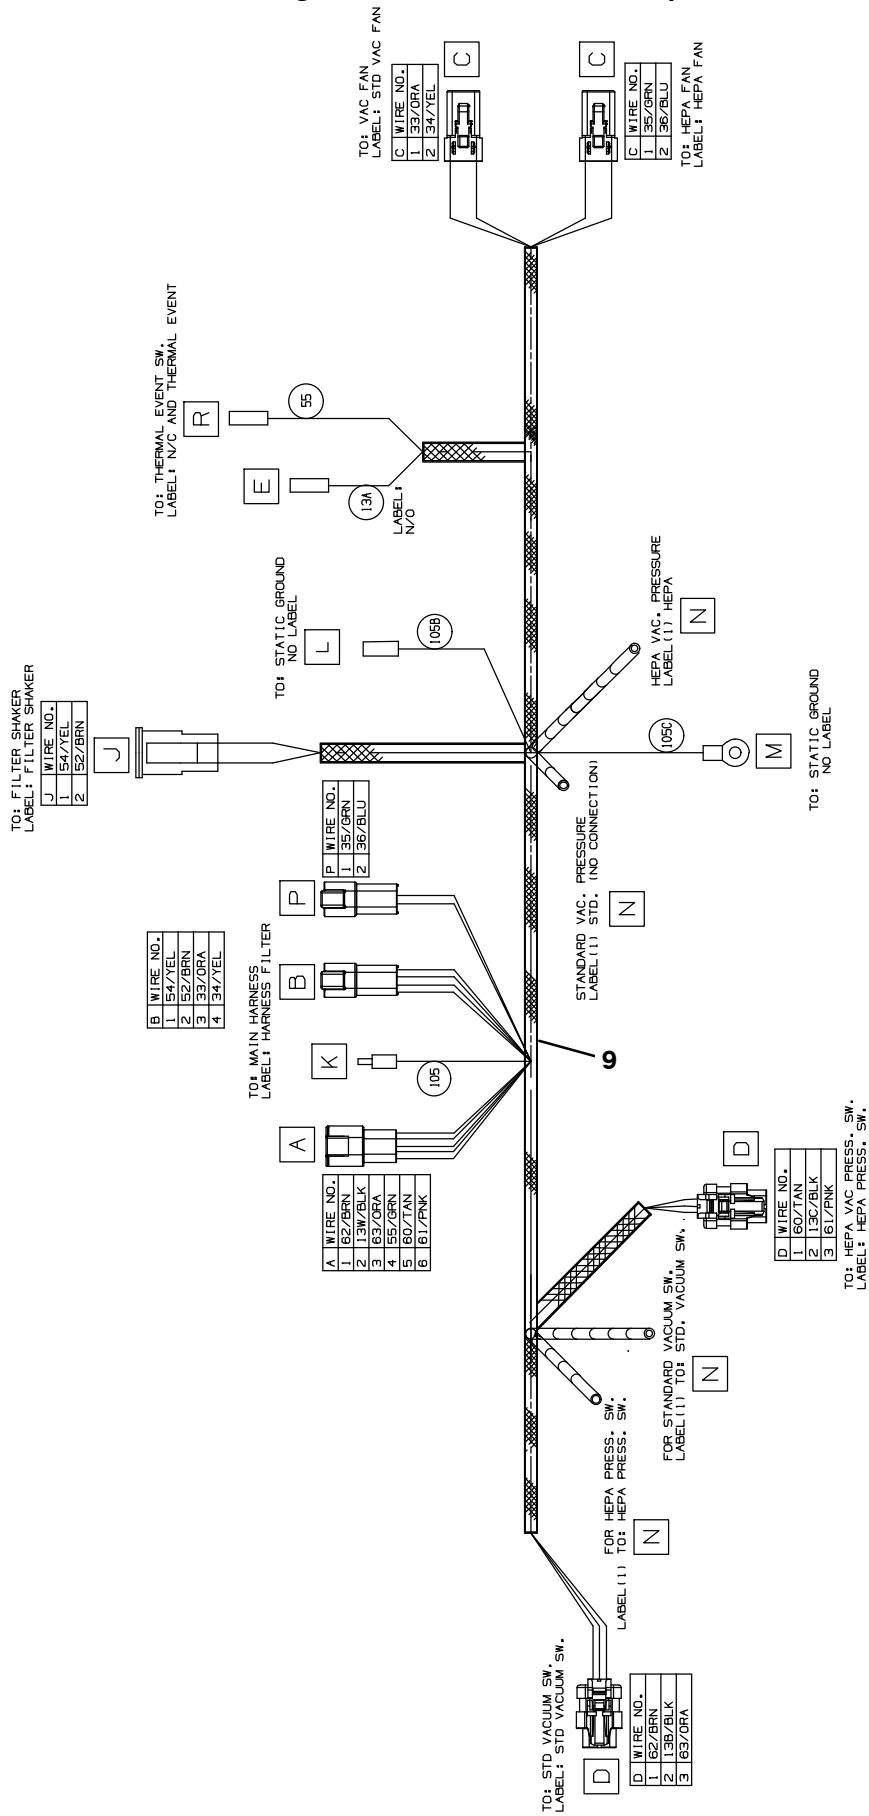 TO: FILTER SHAKER
LABEL: FILTER SHAKER
J WIRE NO.
1 54/YEL
2 52/BRN
J
TO: THERMAL EVENT SW.
LABEL: N/C AND THERMAL EVENT
R
55
E
13A
LABEL:
N/O
TO: VAC FAN
LABEL: STD VAC FAN
C WIRE NO.
1 33/ORA
2 34/YEL
C
B WIRE NO.
1 54/YEL
2 52/BRN
3 33/ORA
4 34/YEL
TO: MAIN HARNESS
LABEL: HARNESS FILTER
A
K
B
P
A WIRE NO.
1 62/BRN
2 13W/BLK
3 63/ORA
4 55/GRN
5 60/TAN
6 61/PNK
105
P WIRE NO.
1 35/GRN
2 36/BLU
TO: STATIC GROUND
NO LABEL
L
105B
C
C WIRE NO.
1 35/GRN
2 36/BLU
TO: HEPA FAN
LABEL: HEPA FAN
TO: STD VACUUM SW.
LABEL: STD VACUUM SW.
D
D WIRE NO.
1 62/BRN
2 13B/BLK
3 63/ORA
FOR HEPA PRESS. SW.
LABEL(1) TO: HEPA PRESS. SW.
N
FOR STANDARD VACUUM SW.
LABEL(1) TO: STD. VACUUM SW.
N
D
D WIRE NO.
1 60/TAN
2 13C/BLK
3 61/PNK
TO: HEPA VAC PRESS. SW.
LABEL: HEPA PRESS. SW.
9
STANDARD VAC. PRESSURE
LABEL(1) STD. (NO CONNECTION)
N
HEPA VAC. PRESSURE
LABEL(1) HEPA
N
105C
M
TO: STATIC GROUND
NO LABEL